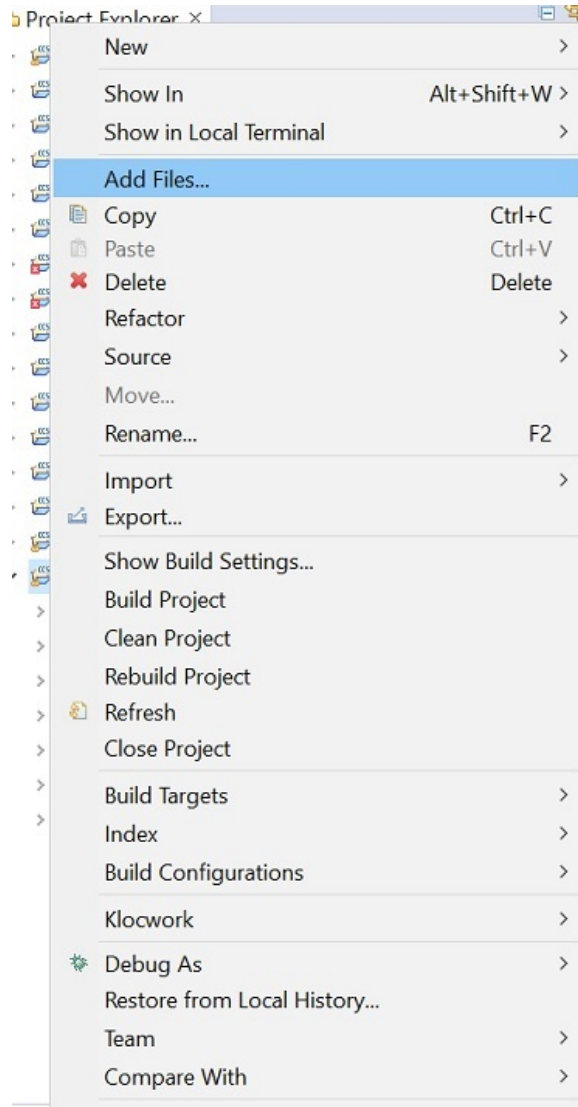 Project Explorer
New
Show In Alt+Shift+W
Show in Local Terminal
Add Files...
Copy Ctrl+C
Paste Ctrl+V
Delete Delete
Refactor
Source
Move...
Rename... F2
Import
Export...
Show Build Settings...
Build Project
Clean Project
Rebuild Project
Refresh
Close Project
Build Targets
Index
Build Configurations
Klocwork
Debug As
Restore from Local History...
Team
Compare With